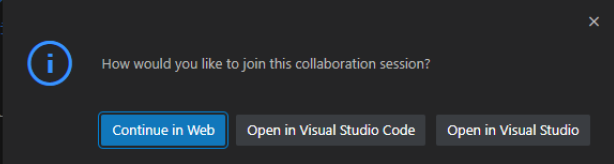 How would you like to join this collaboration session?
Continue in Web
Open in Visual Studio Code
Open in Visual Studio